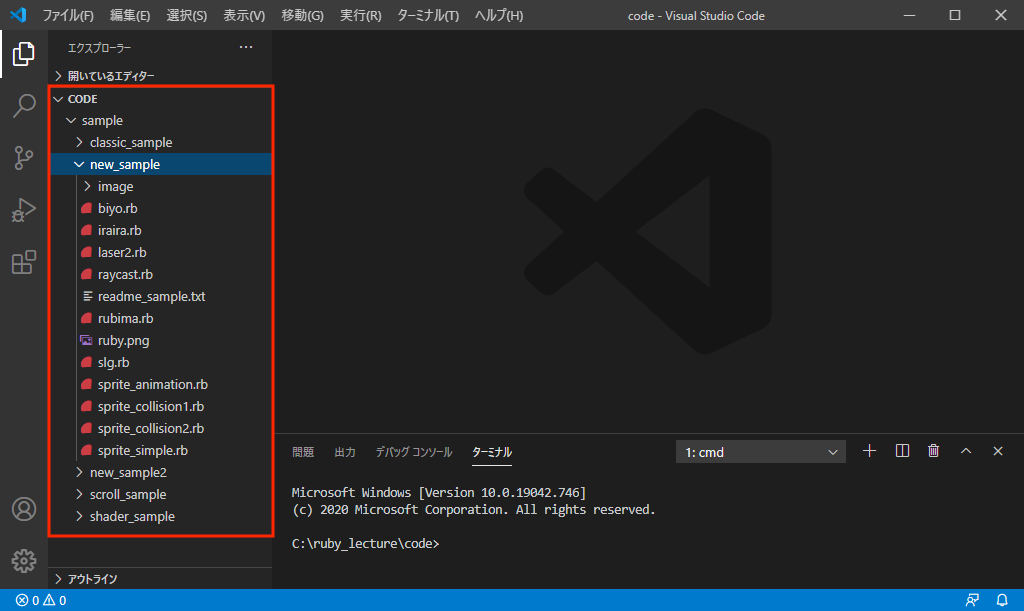 ファイル(F) 編集(E) 選択(S) 表示(V) 移動(G) 実行(R) ターミナル(T) ヘルプ(H) code - Visual Studio Code
エクスプローラー
開いているエディター
CODE
sample
classic_sample
new_sample
image
biyo.rb
iraira.rb
laser2.rb
raycast.rb
readme_sample.txt
rubima.rb
ruby.png
slg.rb
sprite_animation.rb
sprite_collision1.rb
sprite_collision2.rb
sprite_simple.rb
new_sample2
scroll_sample
shader_sample
アウトライン
問題 出力 デバッグ コンソール ターミナル 1: cmd
Microsoft Windows [Version 10.0.19042.746]
(c) 2020 Microsoft Corporation. All rights reserved.
C:\ruby_lecture\code>
0 0